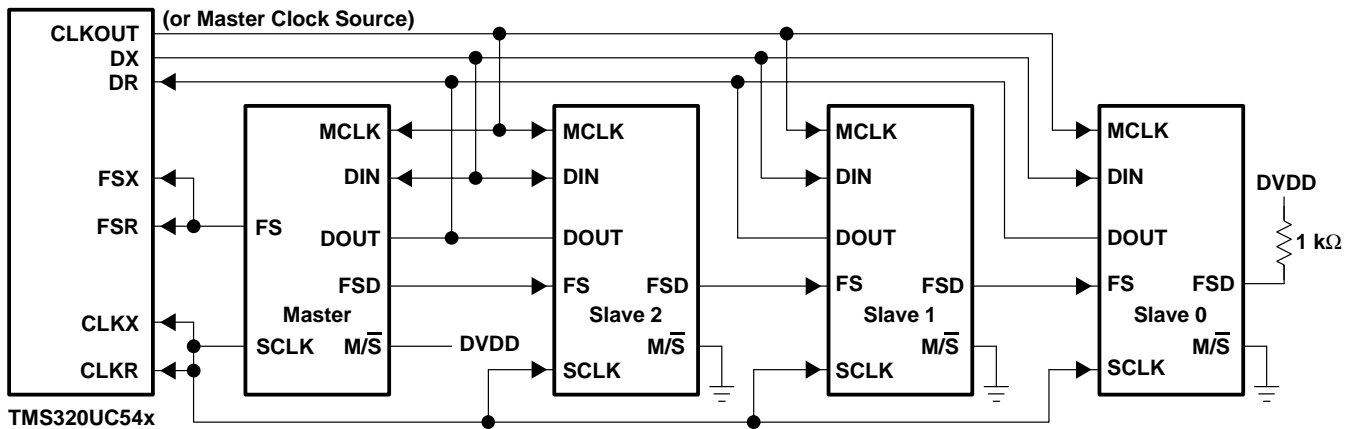 (or Master Clock Source)
CLKOUT
DX
DR
FSX
FSR
CLKX
CLKR
TMS320UC54x
MCLK
DIN
FS
DOUT
FSD
Master
SCLK
M/S̅
DVDD
MCLK
DIN
DOUT
FS
FSD
Slave 2
M/S̅
SCLK
MCLK
DIN
DOUT
FS
FSD
Slave 1
M/S̅
SCLK
MCLK
DIN
DOUT
FS
FSD
Slave 0
M/S̅
SCLK
DVDD
1 kΩ